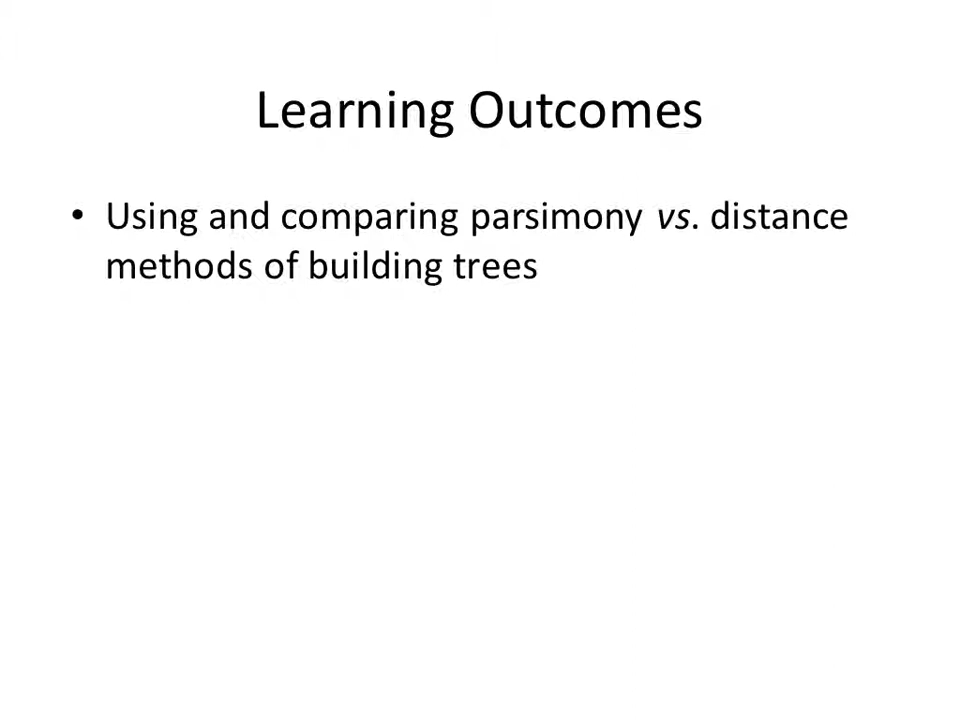 Learning Outcomes
• Using and comparing parsimony vs. distance
methods of building trees